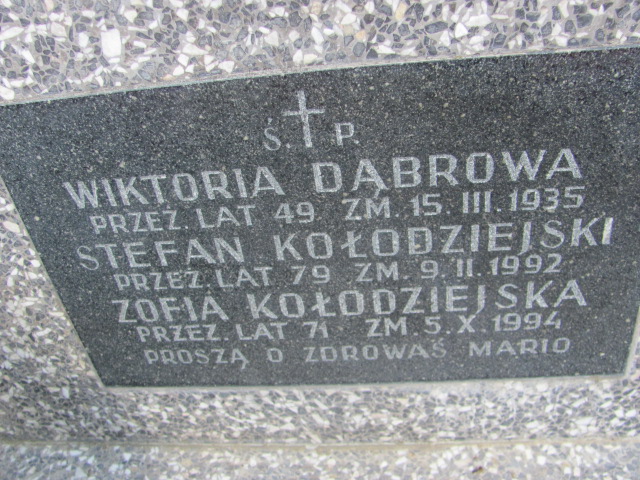 Ś. P.
WIKTORIA DĄBROWA
PRZEŻ. LAT 49 ZM. 15. III. 1935
STEFAN KOŁODZIEJSKI
PRZEŻ. LAT 79 ZM. 9. II. 1992
ZOFIA KOŁODZIEJSKA
PRZEŻ. LAT 71 ZM 5. X. 1994
PROSZĄ O ZDROWAŚ MARIO